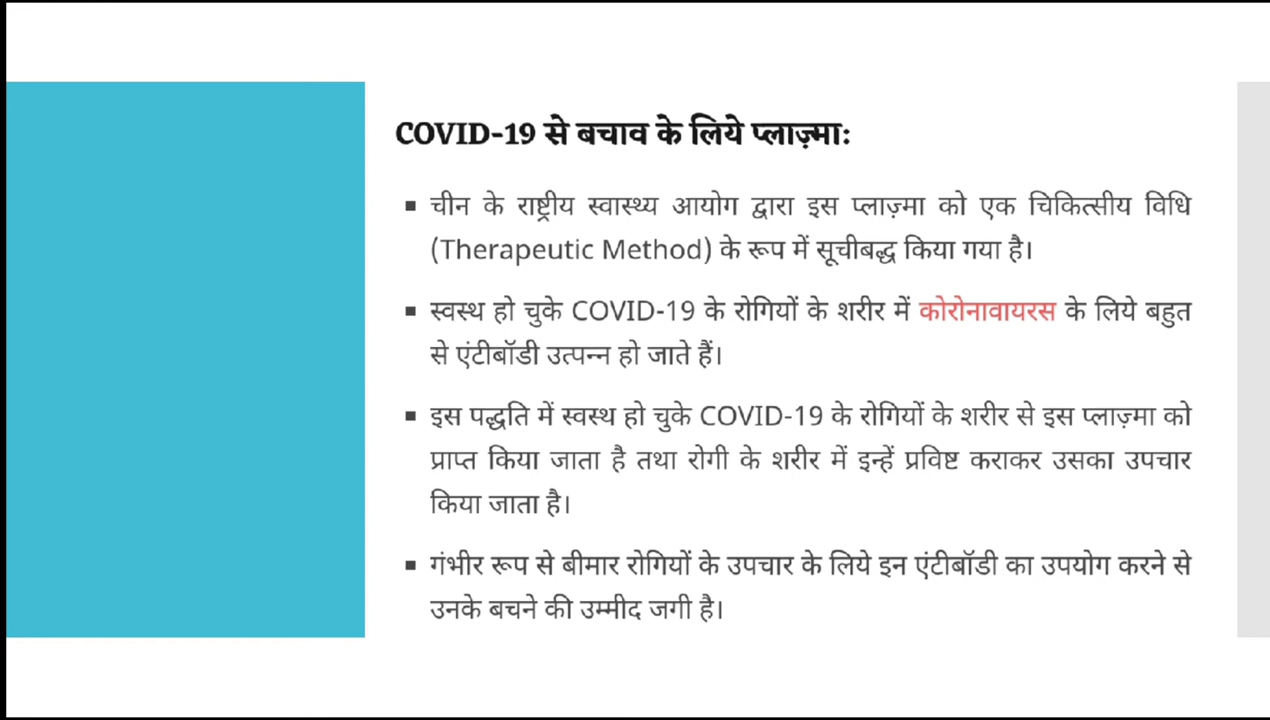 COVID-19 से बचाव के लिये प्लाज़्मा:
▪ चीन के राष्ट्रीय स्वास्थ्य आयोग द्वारा इस प्लाज़्मा को एक चिकित्सीय विधि
(Therapeutic Method) के रूप में सूचीबद्ध किया गया है।
▪ स्वस्थ हो चुके COVID-19 के रोगियों के शरीर में कोरोनावायरस के लिये बहुत
से एंटीबॉडी उत्पन्न हो जाते हैं।
▪ इस पद्धति में स्वस्थ हो चुके COVID-19 के रोगियों के शरीर से इस प्लाज़्मा को
प्राप्त किया जाता है तथा रोगी के शरीर में इन्हें प्रविष्ट कराकर उसका उपचार
किया जाता है।
▪ गंभीर रूप से बीमार रोगियों के उपचार के लिये इन एंटीबॉडी का उपयोग करने से
उनके बचने की उम्मीद जगी है।